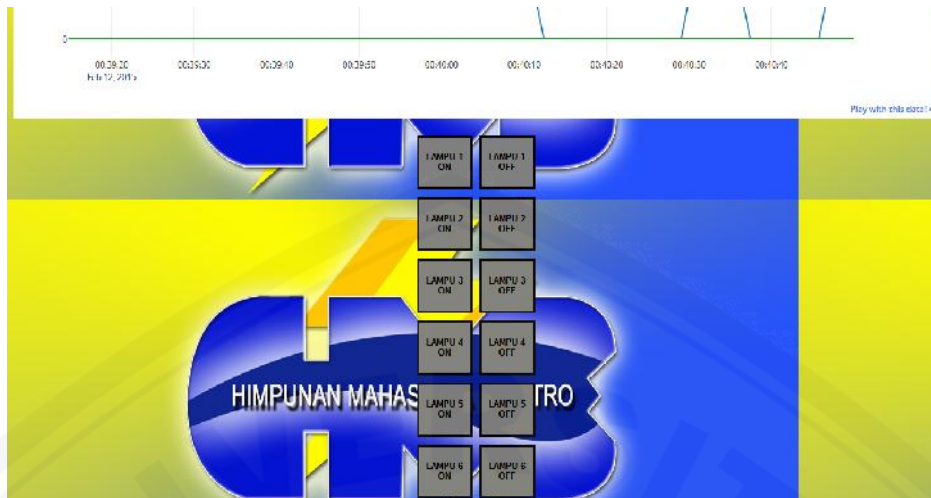 0
00:39:20
00:39:30
00:39:40
00:39:50
00:40:00
00:40:10
00:40:20
00:40:30
00:40:40
Feb 12, 2015
Play with this data!
LAMPU 1 ON
LAMPU 1 OFF
LAMPU 2 ON
LAMPU 2 OFF
LAMPU 3 ON
LAMPU 3 OFF
LAMPU 4 ON
LAMPU 4 OFF
HIMPUNAN MAHAS
TRO
LAMPU 5 ON
LAMPU 5 OFF
LAMPU 6 ON
LAMPU 6 OFF